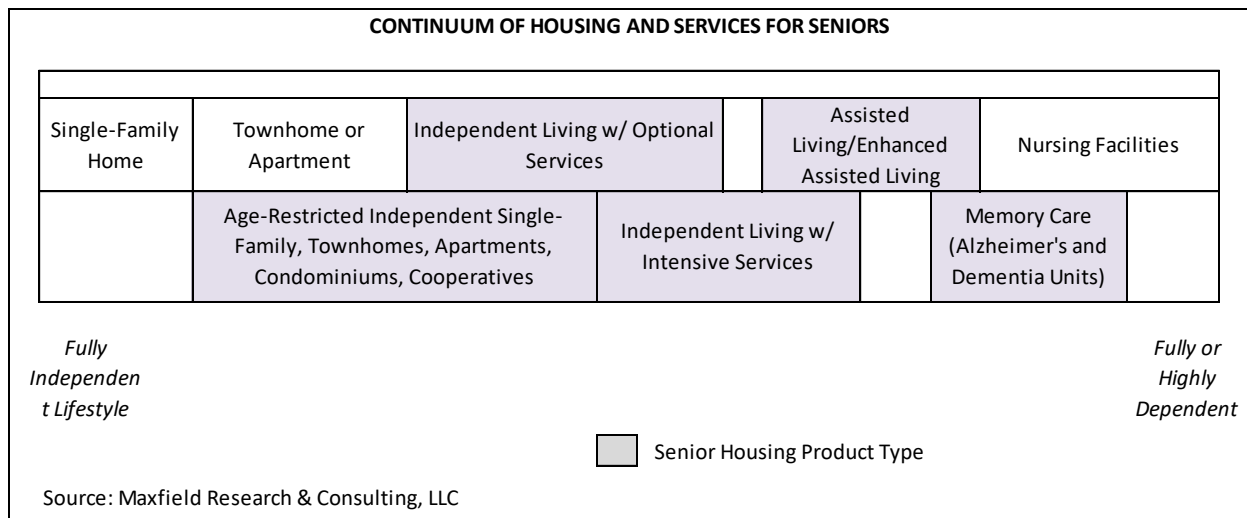 CONTINUUM OF HOUSING AND SERVICES FOR SENIORS
Single-Family
Home
Townhome or
Apartment
Independent Living w/ Optional
Services
Assisted
Living/Enhanced
Assisted Living
Nursing Facilities
Age-Restricted Independent Single-
Family, Townhomes, Apartments,
Condominiums, Cooperatives
Independent Living w/
Intensive Services
Memory Care
(Alzheimer's and
Dementia Units)
Fully
Independen
t Lifestyle
Fully or
Highly
Dependent
Senior Housing Product Type
Source: Maxfield Research & Consulting, LLC